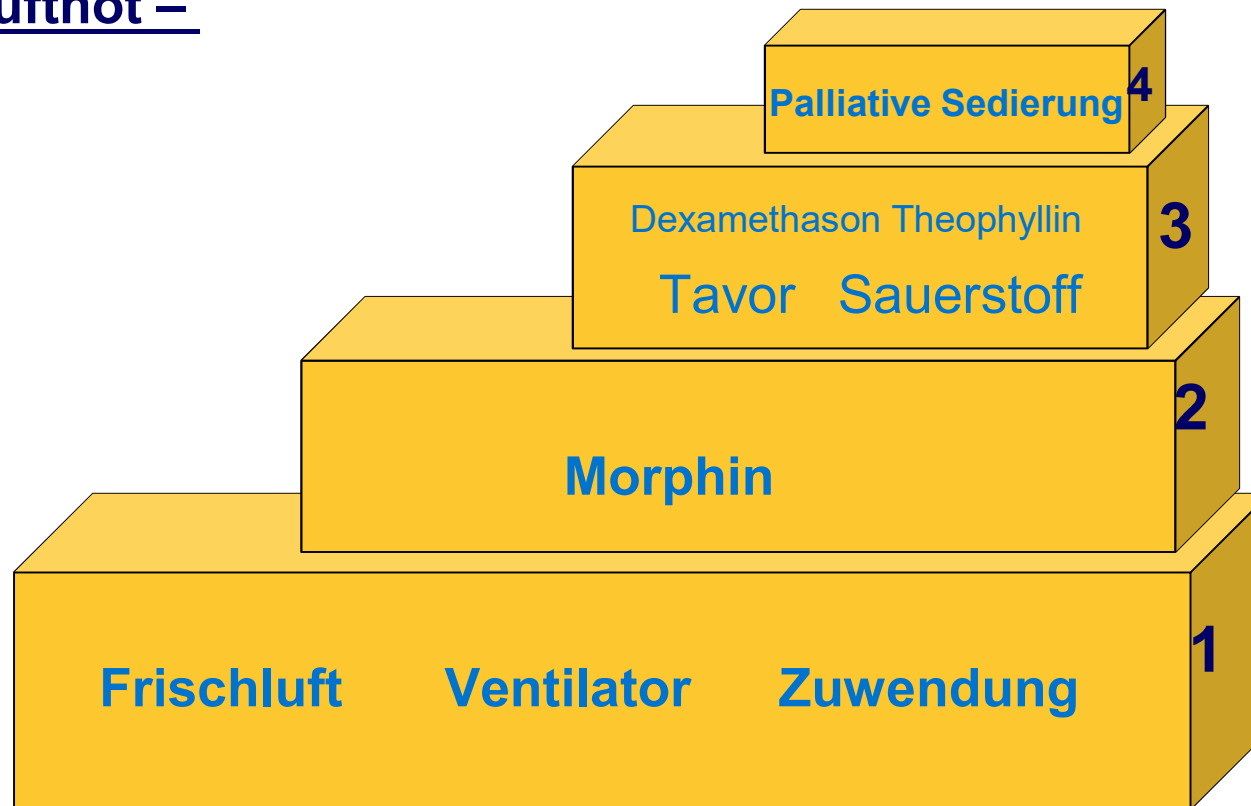 uftnot –
Palliative Sedierung 4
Dexamethason Theophyllin
3
Tavor Sauerstoff
2
Morphin
1
Frischluft Ventilator Zuwendung